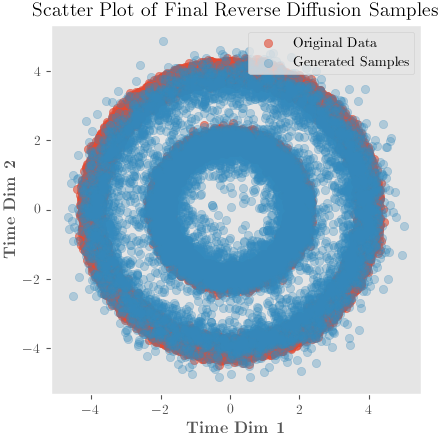 Scatter Plot of Final Reverse Diffusion Samples
Original Data
Generated Samples
Time Dim 2
4
2
0
−2
−4
−4
−2
0
2
4
Time Dim 1